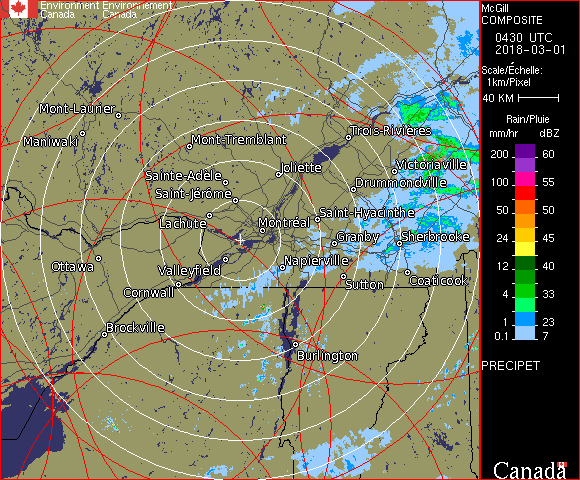 Environment Environnement
Canada Canada
Mont-Laurier
Maniwaki
Mont-Tremblant
Trois-Rivières
Joliette
Victoriaville
Sainte-Adèle
Drummondville
Saint-Jérôme
Saint-Hyacinthe
Lachute
Montréal
Granby
Sherbrooke
Ottawa
Valleyfield
Napierville
Cornwall
Sutton
Coaticook
Brockville
Burlington
McGill
COMPOSITE
0430 UTC
2018-03-01
Scale/Échelle:
1km/Pixel
40 KM
Rain/Pluie
mm/hr dBZ
200 60
100 55
50 50
24 45
12 40
4 33
1 23
0.1 7
PRECIPET
Canada